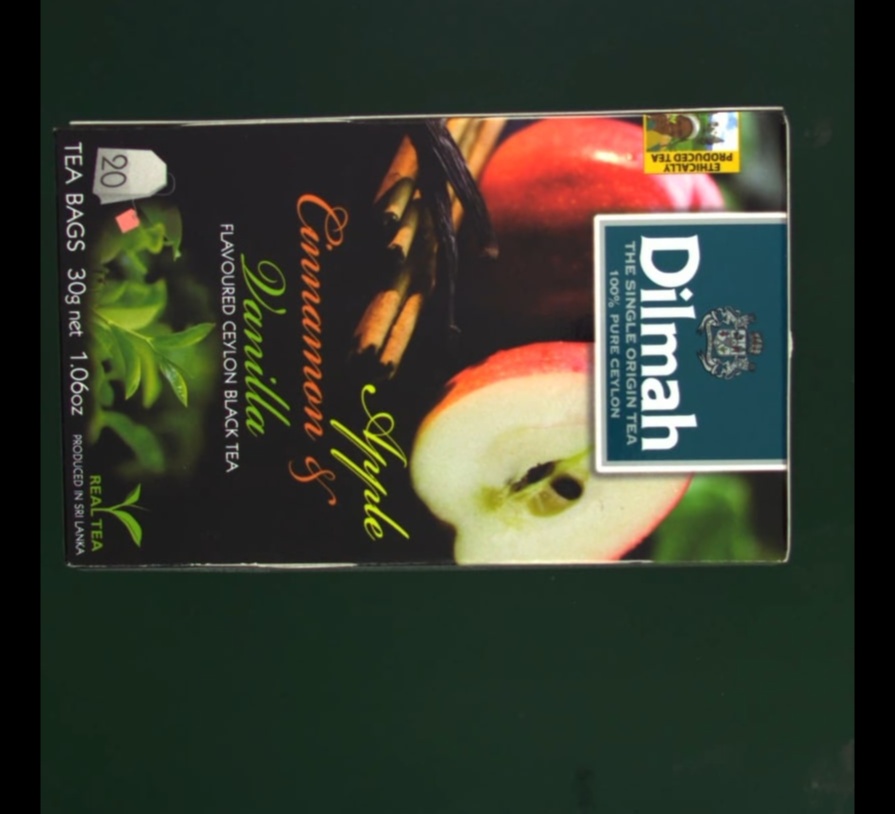 ETHICALLY
PRODUCED TEA
Dilmah
THE SINGLE ORIGIN TEA
100% PURE CEYLON
Apple
Cinnamon &
Vanilla
FLAVOURED CEYLON BLACK TEA
20
REAL TEA
TEA BAGS 30g net 1.06oz PRODUCED IN SRI LANKA